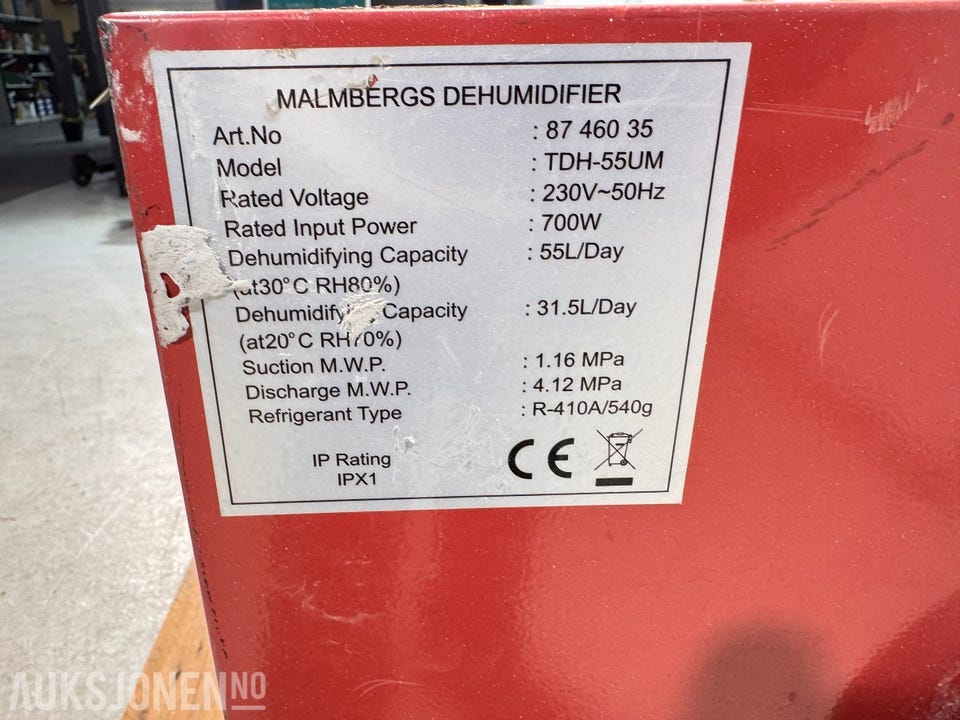 MALMBERGS DEHUMIDIFIER
Art.No : 87 460 35
Model : TDH-55UM
Rated Voltage : 230V~50Hz
Rated Input Power : 700W
Dehumidifying Capacity : 55L/Day
(at30°C RH80%)
Dehumidifying Capacity : 31.5L/Day
(at20°C RH70%)
Suction M.W.P. : 1.16 MPa
Discharge M.W.P. : 4.12 MPa
Refrigerant Type : R-410A/540g
IP Rating
IPX1
CE
AUKSJONEN.NO